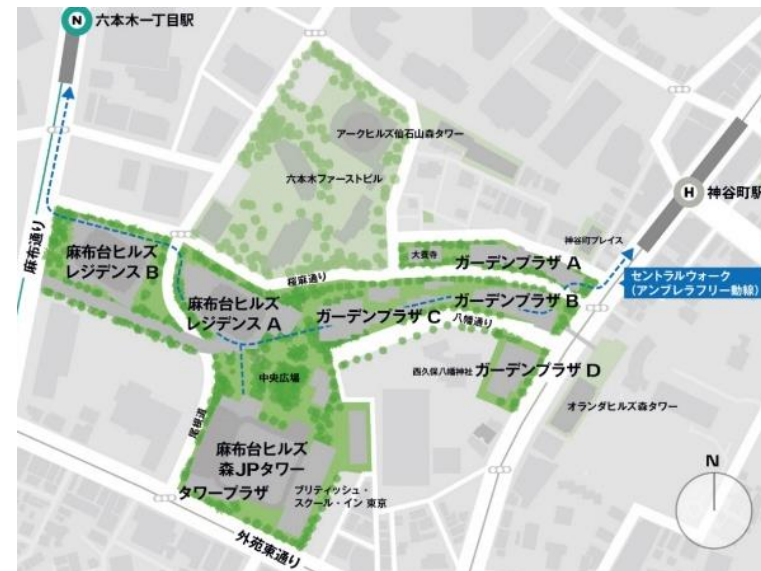 N 六本木一丁目駅
アークヒルズ仙石山森タワー
六本木ファーストビル
H 神谷町駅
麻布通り
麻布台ヒルズ
レジデンス B
大養寺
ガーデンプラザ A
神谷町プレイス
セントラルウォーク
(アンブレラフリー動線)
桜麻通り
麻布台ヒルズ
レジデンス A
ガーデンプラザ B
ガーデンプラザ C
八幡通り
中央広場
西久保八幡神社
ガーデンプラザ D
オランダヒルズ森タワー
尾根道
麻布台ヒルズ
森JPタワー
タワープラザ
ブリティッシュ・
スクール・イン 東京
外苑東通り
N